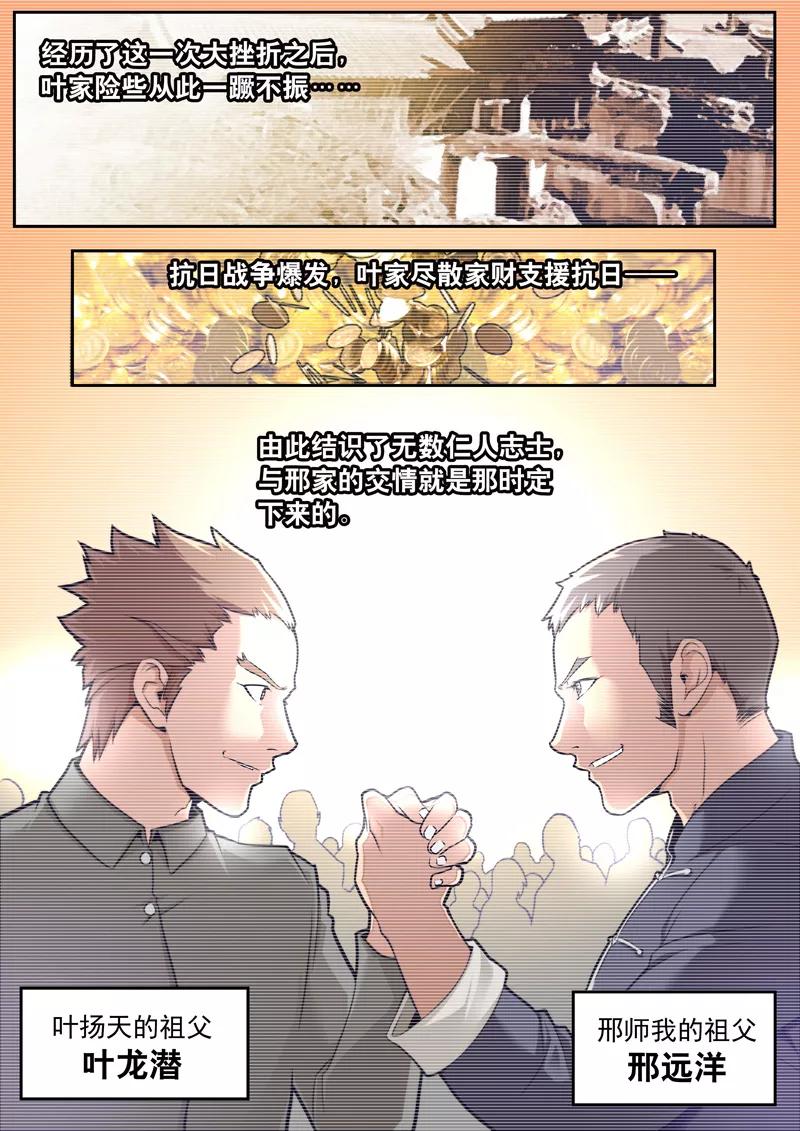 经历了这一次大挫折之后，
叶家险些从此一蹶不振……
抗日战争爆发，叶家尽散家财支援抗日——
由此结识了无数仁人志士，
与邢家的交情就是那时定
下来的。
叶扬天的祖父
叶龙潜
邢师我的祖父
邢远洋